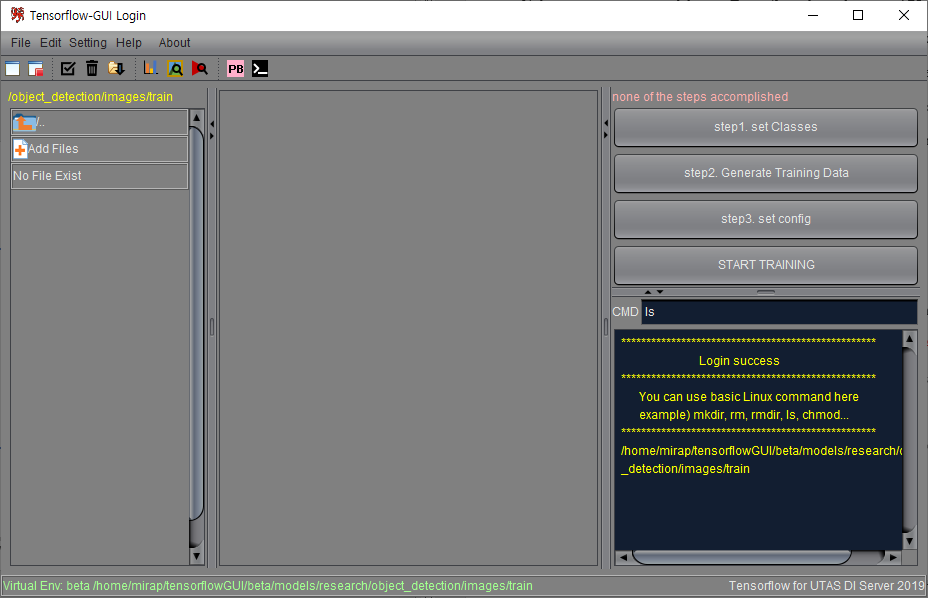 Tensorflow-GUI Login
File Edit Setting Help About
PB
/object_detection/images/train
/..
Add Files
No File Exist
none of the steps accomplished
step1. set Classes
step2. Generate Training Data
step3. set config
START TRAINING
CMD ls
***************************************************
Login success
***************************************************
You can use basic Linux command here
example) mkdir, rm, rmdir, ls, chmod...
***************************************************
/home/mirap/tensorflowGUI/beta/models/research/
_detection/images/train
Virtual Env: beta /home/mirap/tensorflowGUI/beta/models/research/object_detection/images/train
Tensorflow for UTAS DI Server 2019